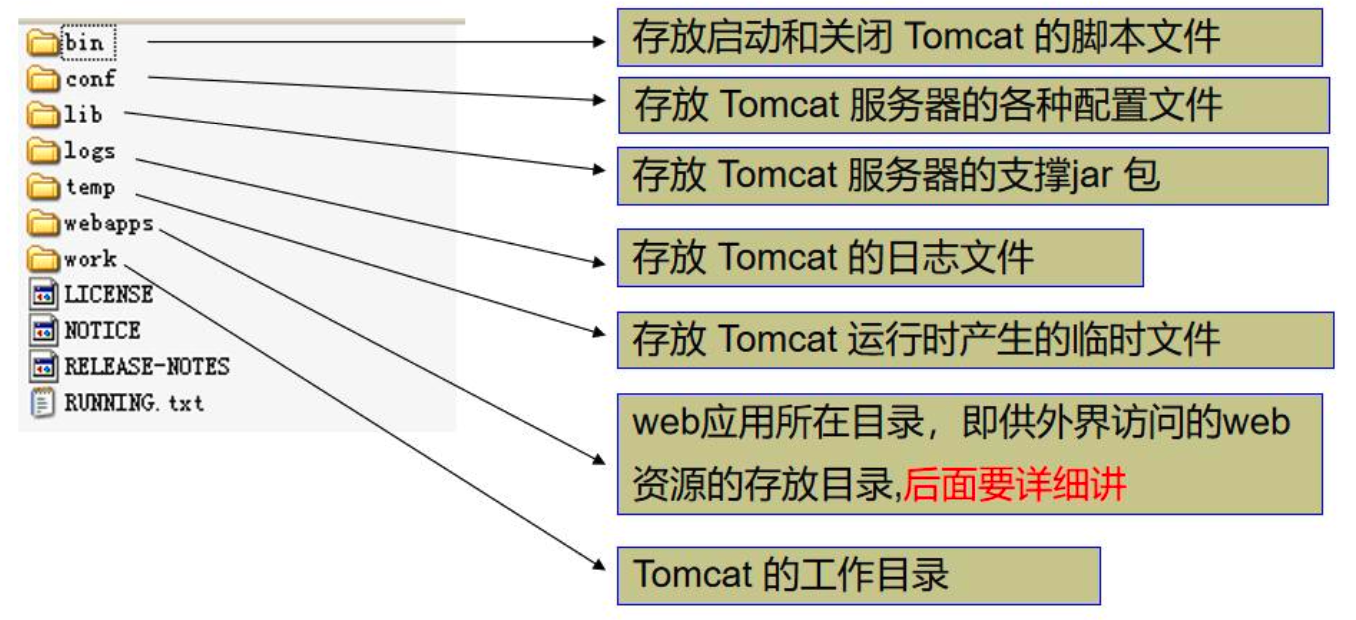 bin
conf
lib
logs
temp
webapps
work
LICENSE
NOTICE
RELEASE-NOTES
RUNNING.txt
存放启动和关闭 Tomcat 的脚本文件
存放 Tomcat 服务器的各种配置文件
存放 Tomcat 服务器的支撑jar 包
存放 Tomcat 的日志文件
存放 Tomcat 运行时产生的临时文件
web应用所在目录，即供外界访问的web
资源的存放目录,后面要详细讲
Tomcat 的工作目录